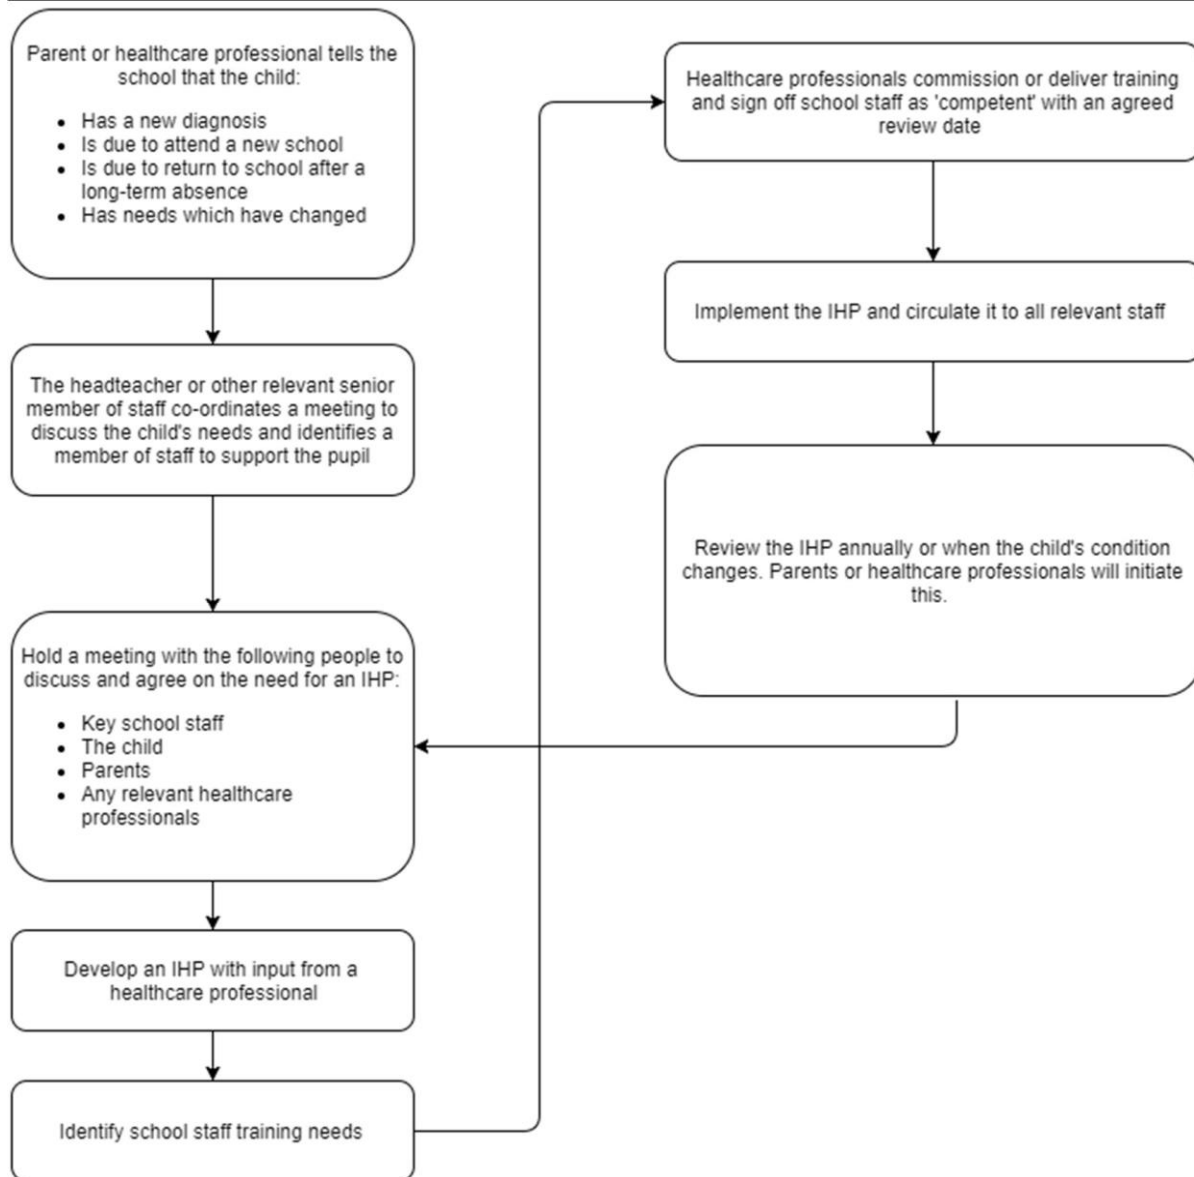 Parent or healthcare professional tells the
school that the child:
• Has a new diagnosis
• Is due to attend a new school
• Is due to return to school after a
long-term absence
• Has needs which have changed
The headteacher or other relevant senior
member of staff co-ordinates a meeting to
discuss the child's needs and identifies a
member of staff to support the pupil
Hold a meeting with the following people to
discuss and agree on the need for an IHP:
• Key school staff
• The child
• Parents
• Any relevant healthcare
professionals
Develop an IHP with input from a
healthcare professional
Identify school staff training needs
Healthcare professionals commission or deliver training
and sign off school staff as 'competent' with an agreed
review date
Implement the IHP and circulate it to all relevant staff
Review the IHP annually or when the child's condition
changes. Parents or healthcare professionals will initiate
this.